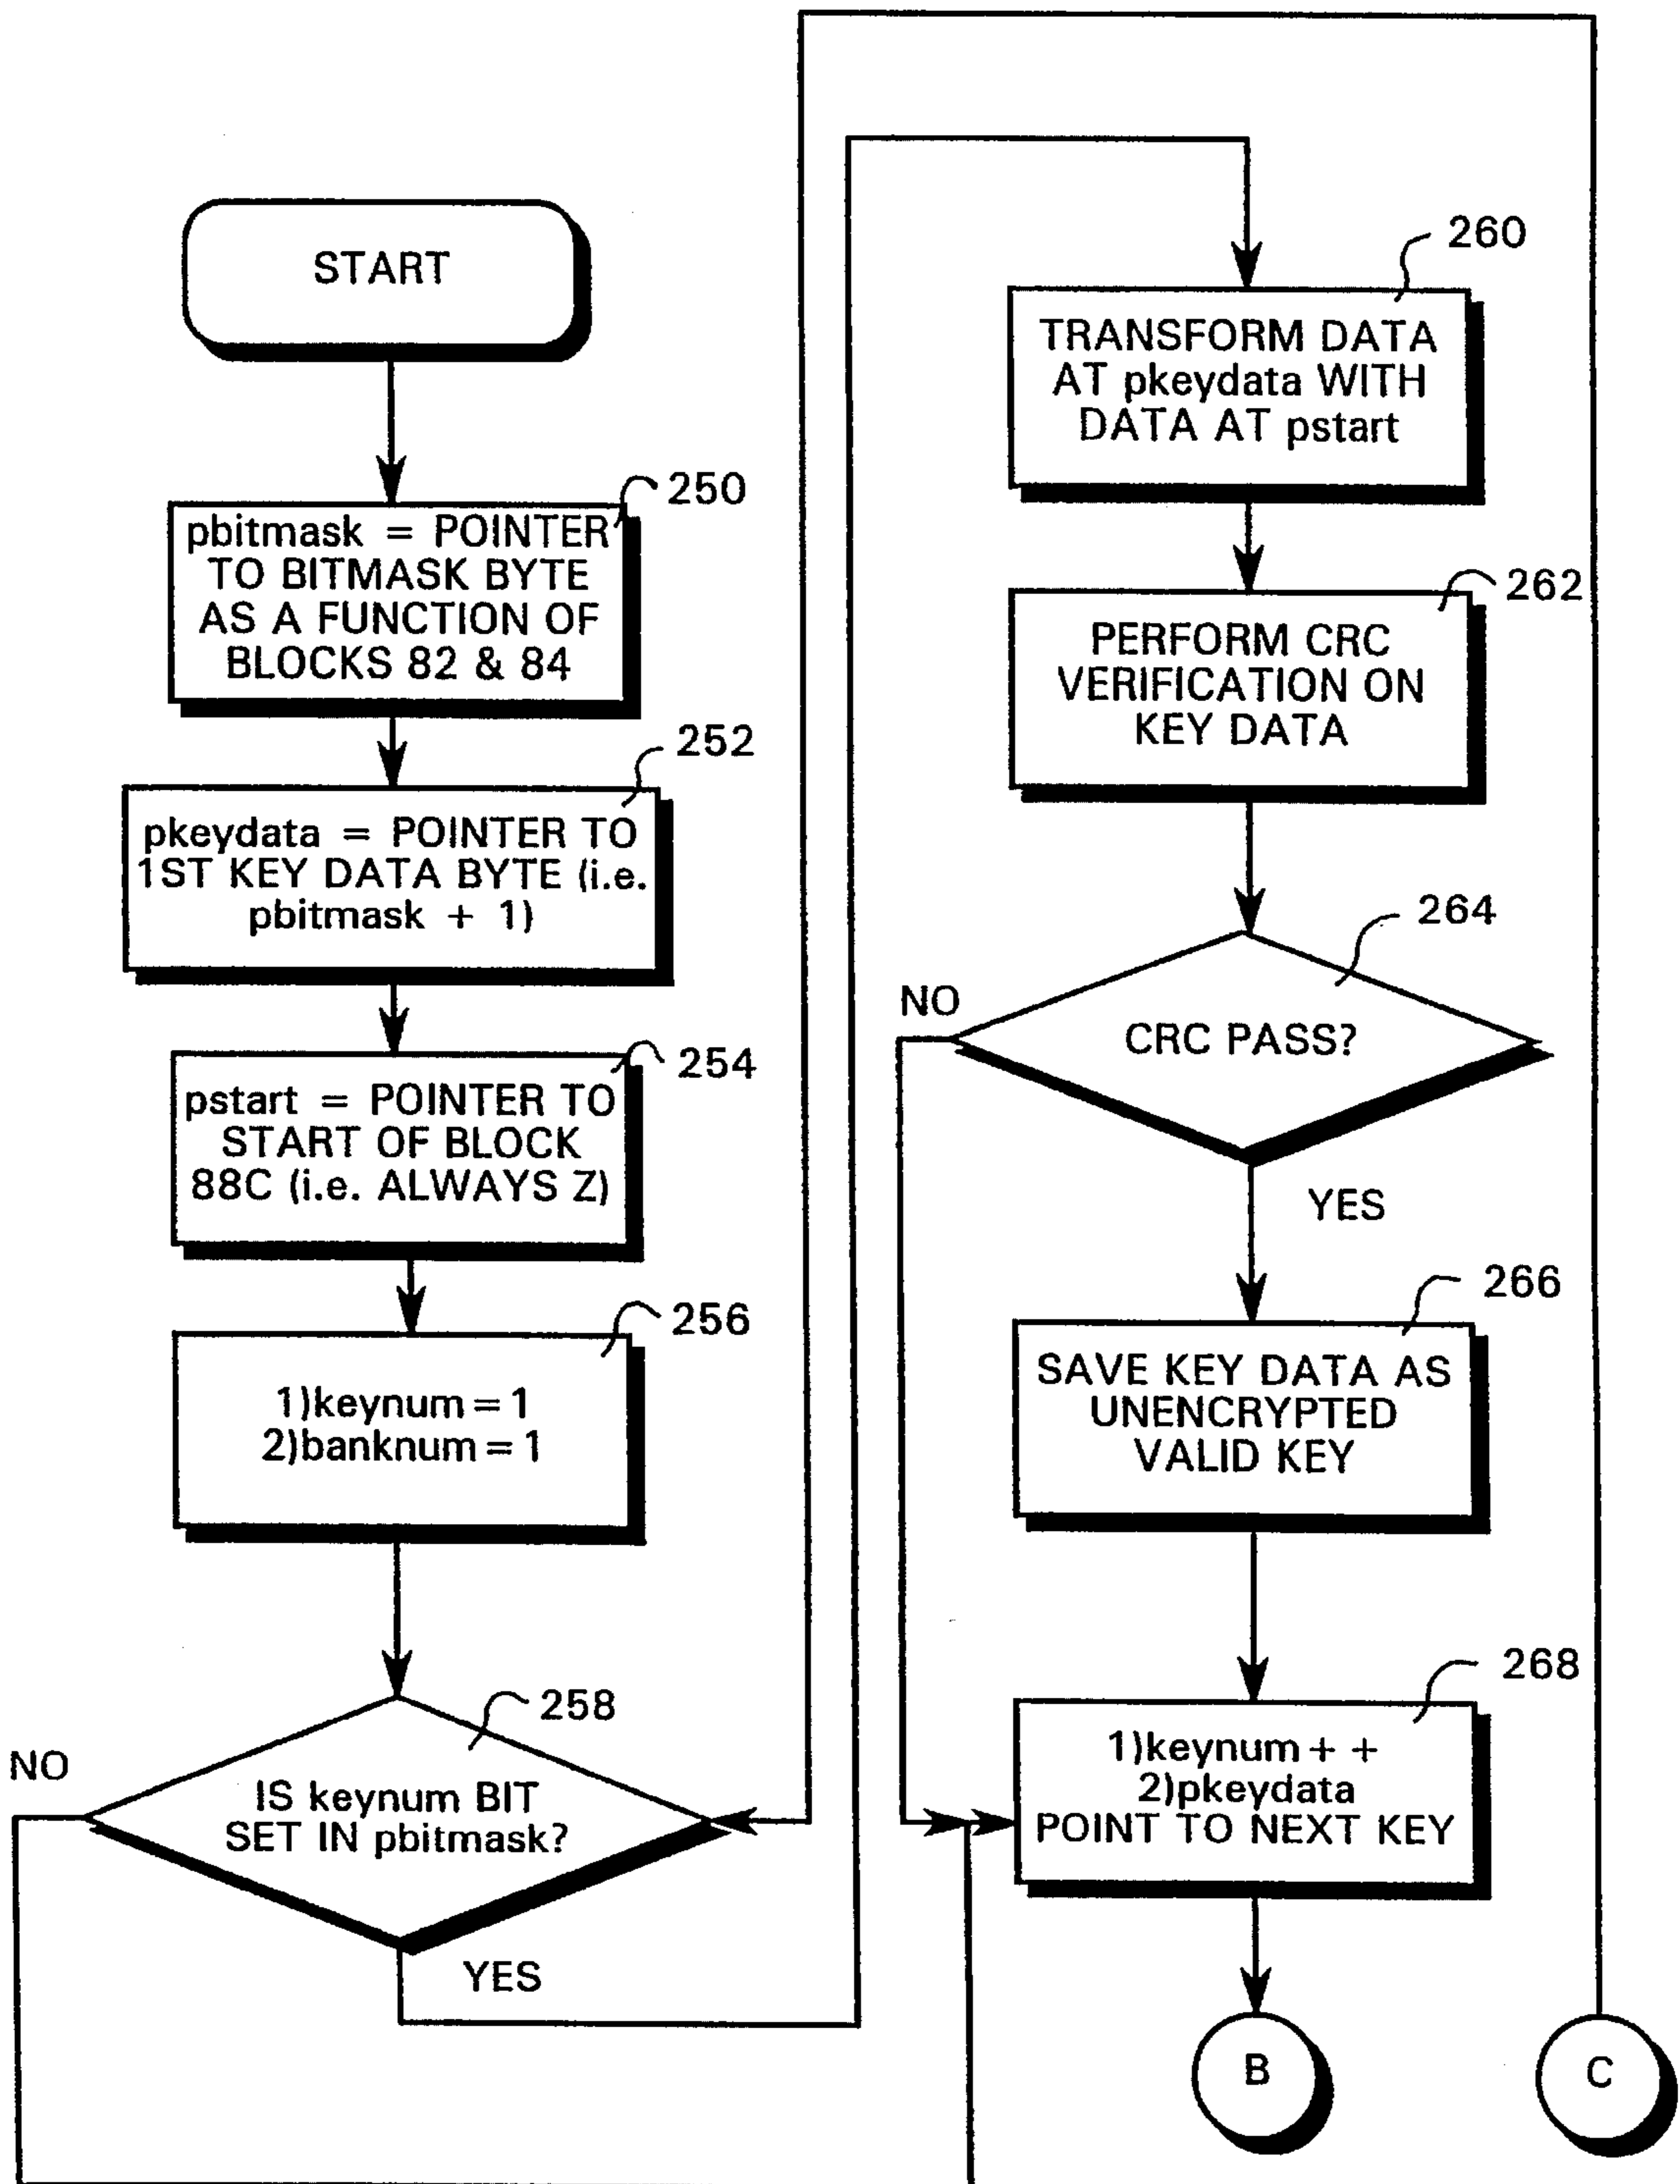 START
250
pbitmask = POINTER
TO BITMASK BYTE
AS A FUNCTION OF
BLOCKS 82 & 84
252
pkeydata = POINTER TO
1ST KEY DATA BYTE (i.e.
pbitmask + 1)
254
pstart = POINTER TO
START OF BLOCK
88C (i.e. ALWAYS Z)
256
1)keynum = 1
2)banknum = 1
258
NO
IS keynum BIT
SET IN pbitmask?
YES
260
TRANSFORM DATA
AT pkeydata WITH
DATA AT pstart
262
PERFORM CRC
VERIFICATION ON
KEY DATA
264
NO
CRC PASS?
YES
266
SAVE KEY DATA AS
UNENCRYPTED
VALID KEY
268
1)keynum + +
2)pkeydata
POINT TO NEXT KEY
B
C